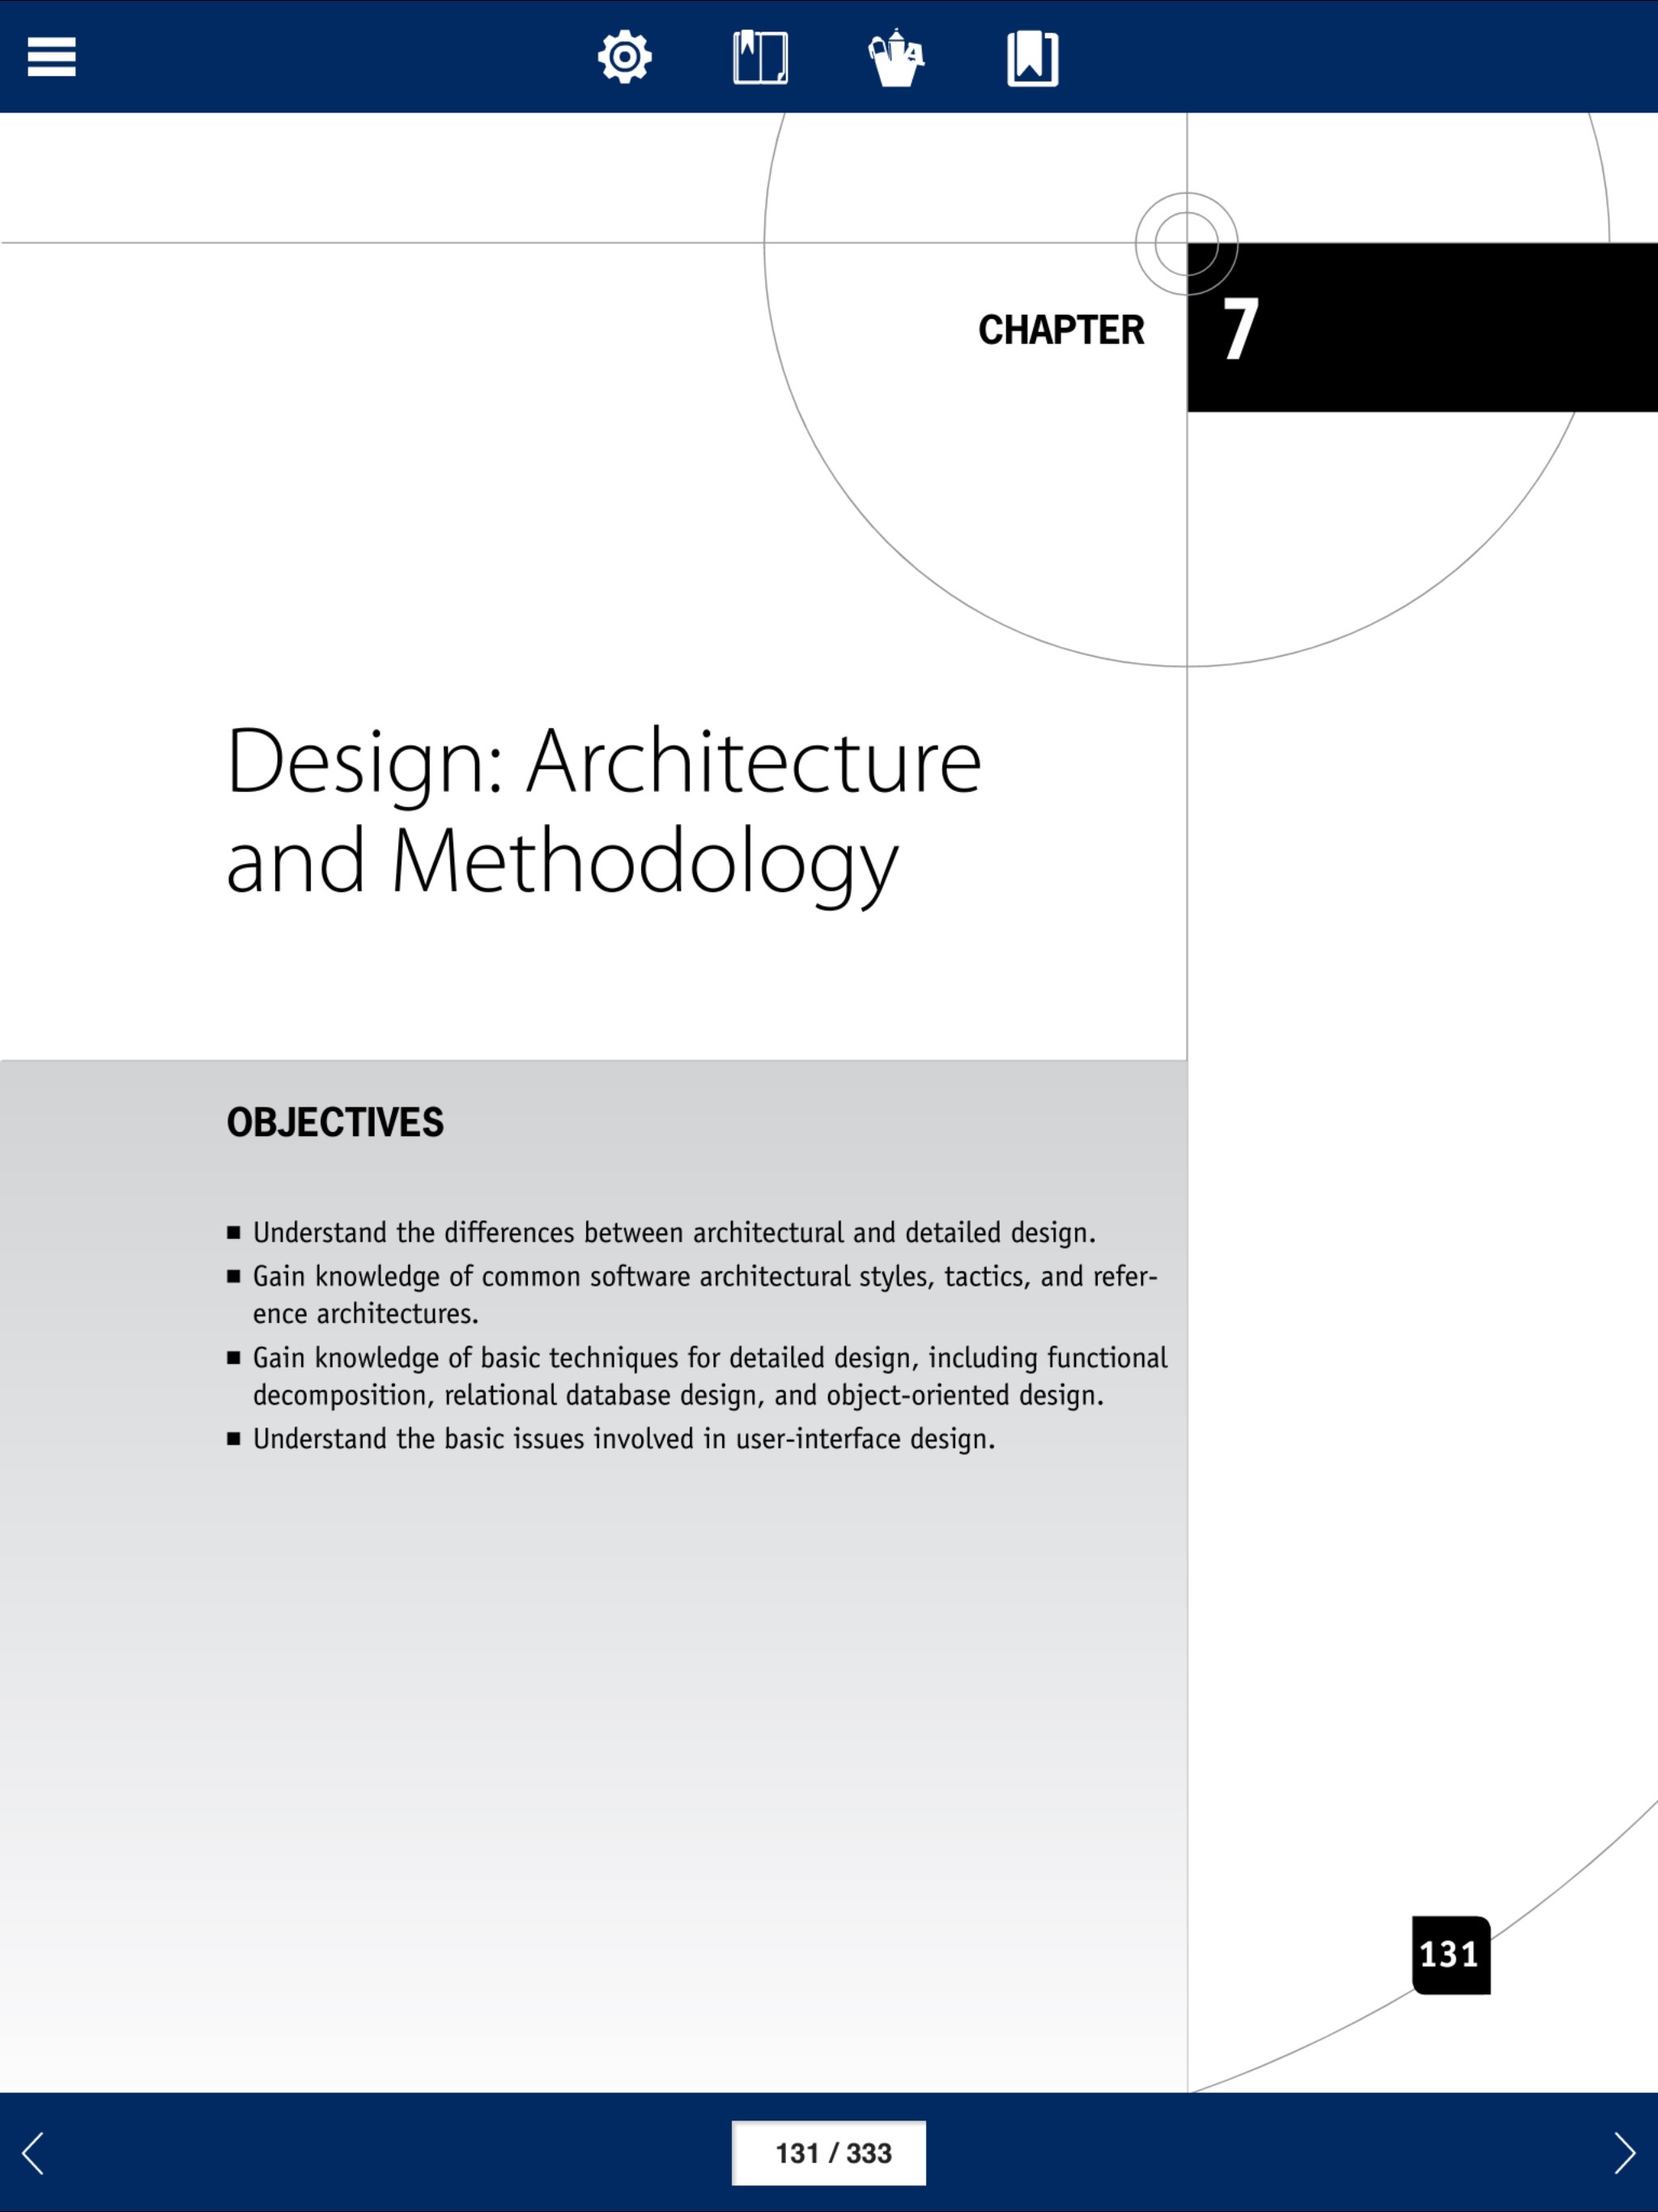 CHAPTER 7
Design: Architecture
and Methodology
OBJECTIVES
■ Understand the differences between architectural and detailed design.
■ Gain knowledge of common software architectural styles, tactics, and refer-
ence architectures.
■ Gain knowledge of basic techniques for detailed design, including functional
decomposition, relational database design, and object-oriented design.
■ Understand the basic issues involved in user-interface design.
131
131 / 333